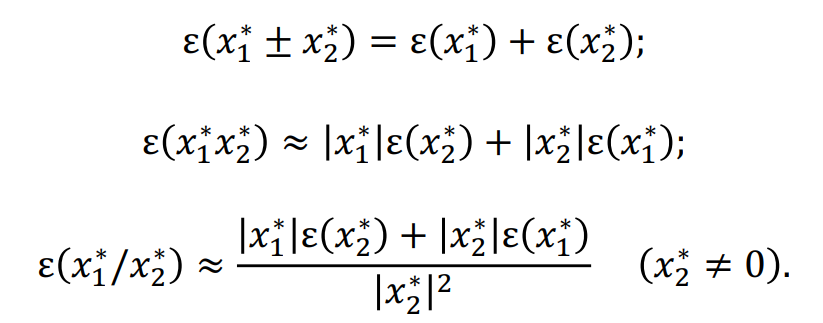 ε(x₁* ± x₂*) = ε(x₁*) + ε(x₂*);
ε(x₁*x₂*) ≈ |x₁*|ε(x₂*) + |x₂*|ε(x₁*);
ε(x₁*/x₂*) ≈ (|x₁*|ε(x₂*) + |x₂*|ε(x₁*)) / |x₂*|² (x₂* ≠ 0).